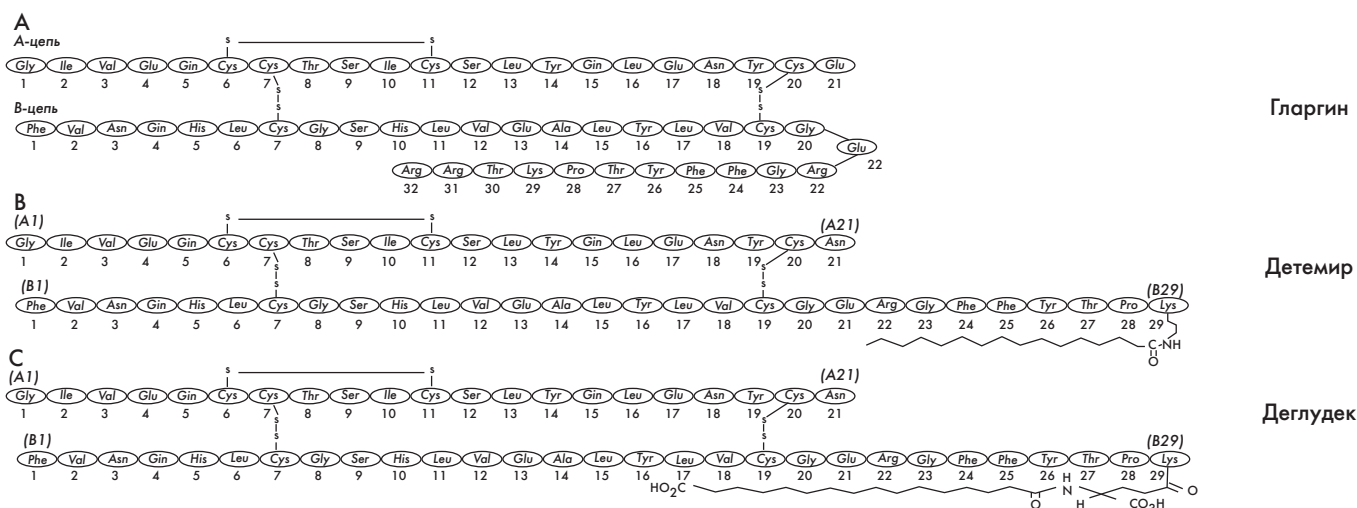 A
A-цепь
s s
Gly Ile Val Glu Gin Cys Cys Thr Ser Ile Cys Ser Leu Tyr Gin Leu Glu Asn Tyr Cys Glu
1 2 3 4 5 6 7 8 9 10 11 12 13 14 15 16 17 18 19 20 21
s s
s s
B-цепь
Phe Val Asn Gin His Leu Cys Gly Ser His Leu Val Glu Ala Leu Tyr Leu Val Cys Gly
1 2 3 4 5 6 7 8 9 10 11 12 13 14 15 16 17 18 19 20
Glu
22
Arg Arg Thr Lys Pro Thr Tyr Phe Phe Gly Arg
32 31 30 29 28 27 26 25 24 23 22
Гларгин
B
(A1) (A21)
s s
Gly Ile Val Glu Gin Cys Cys Thr Ser Ile Cys Ser Leu Tyr Gin Leu Glu Asn Tyr Cys Asn
1 2 3 4 5 6 7 8 9 10 11 12 13 14 15 16 17 18 19 20 21
s s
s s
(B1) (B29)
Phe Val Asn Gin His Leu Cys Gly Ser His Leu Val Glu Ala Leu Tyr Leu Val Cys Gly Glu Arg Gly Phe Phe Tyr Thr Pro Lys
1 2 3 4 5 6 7 8 9 10 11 12 13 14 15 16 17 18 19 20 21 22 23 24 25 26 27 28 29
C NH
O
Детемир
C
(A1) (A21)
s s
Gly Ile Val Glu Gin Cys Cys Thr Ser Ile Cys Ser Leu Tyr Gin Leu Glu Asn Tyr Cys Asn
1 2 3 4 5 6 7 8 9 10 11 12 13 14 15 16 17 18 19 20 21
s s
s s
(B1) (B29)
Phe Val Asn Gin His Leu Cys Gly Ser His Leu Val Glu Ala Leu Tyr Leu Val Cys Gly Glu Arg Gly Phe Phe Tyr Thr Pro Lys
1 2 3 4 5 6 7 8 9 10 11 12 13 14 15 16 17 18 19 20 21 22 23 24 25 26 27 28 29
HO2C H N O
O H CO2H
Деглудек